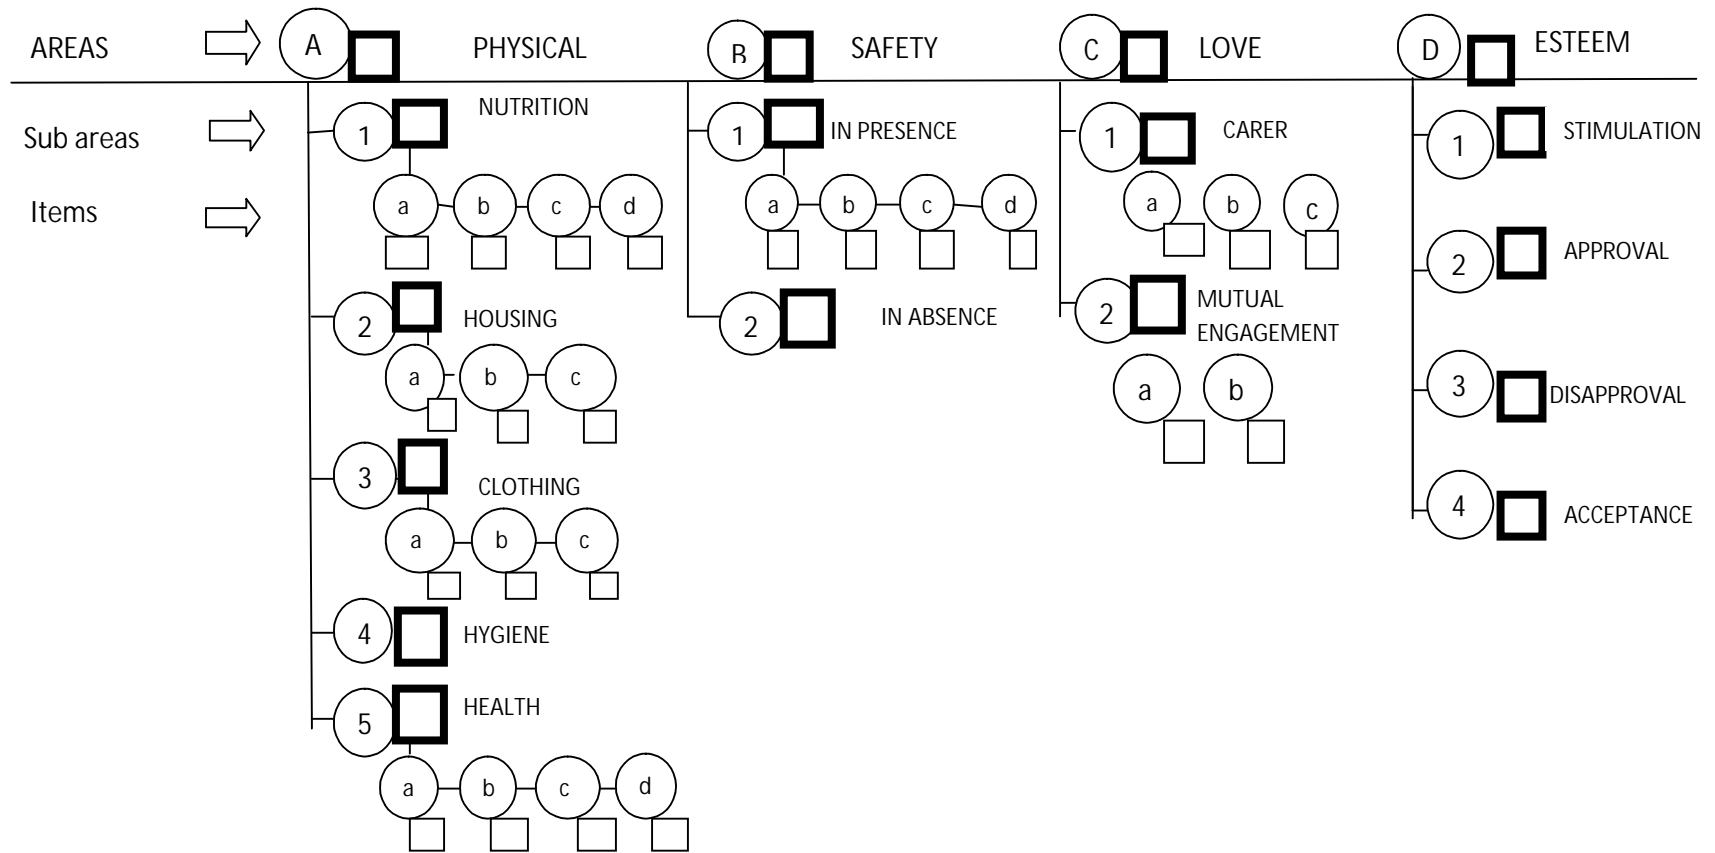 AREAS A PHYSICAL B SAFETY C LOVE D ESTEEM
Sub areas
Items
1 NUTRITION
a b c d
2 HOUSING
a b c
3 CLOTHING
a b c
4 HYGIENE
5 HEALTH
a b c d
1 IN PRESENCE
a b c d
2 IN ABSENCE
1 CARER
a b c
2 MUTUAL
ENGAGEMENT
a b
1 STIMULATION
2 APPROVAL
3 DISAPPROVAL
4 ACCEPTANCE